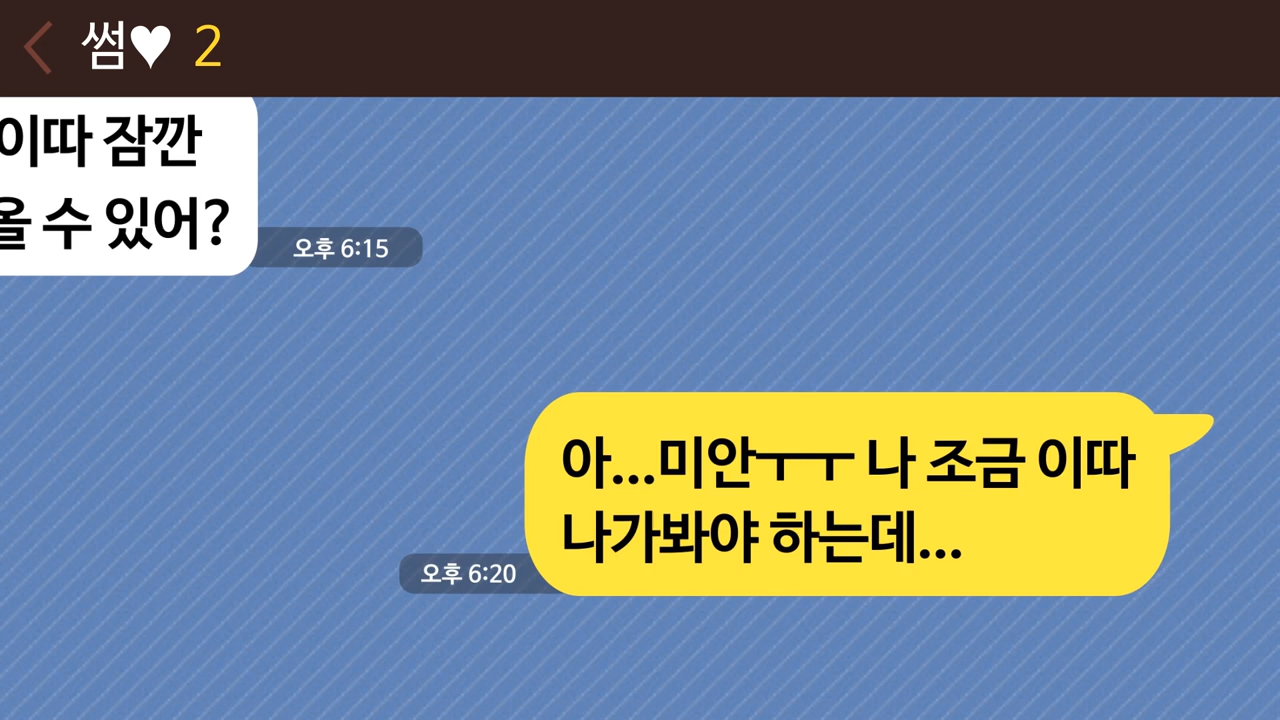 썸♥ 2
이따 잠깐
올 수 있어?
오후 6:15
아...미안ㅜㅜ 나 조금 이따
나가봐야 하는데...
오후 6:20